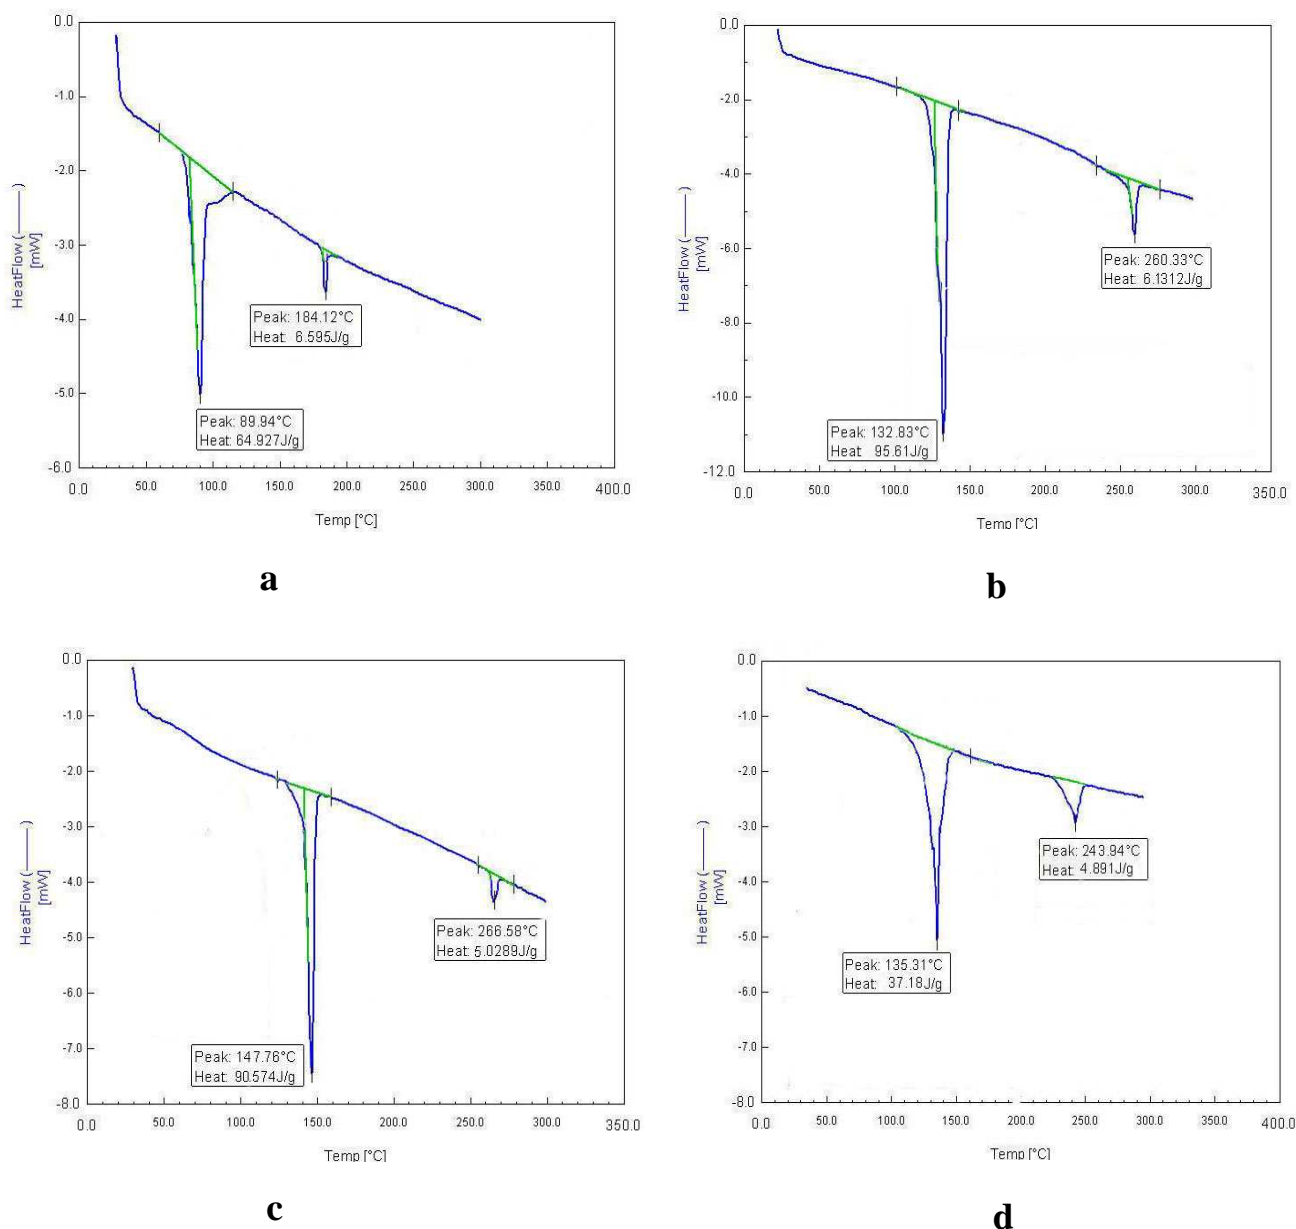 0.0
-1.0
-2.0
-3.0
-4.0
-5.0
-6.0
HeatFlow (——)
[mW]
Peak: 184.12°C
Heat: 6.595J/g
Peak: 89.94°C
Heat: 64.927J/g
0.0 50.0 100.0 150.0 200.0 250.0 300.0 400.0
Temp [°C]
a
0.0
-2.0
-4.0
-6.0
-8.0
-10.0
-12.0
HeatFlow (——)
[mW]
Peak: 260.33°C
Heat: 6.1312J/g
Peak: 132.83°C
Heat: 95.61J/g
0.0 50.0 100.0 150.0 200.0 250.0 300.0 350.0
Temp [°C]
b
0.0
-1.0
-2.0
-3.0
-4.0
-5.0
-6.0
-7.0
-8.0
HeatFlow (——)
[mW]
Peak: 266.58°C
Heat: 5.0289J/g
Peak: 147.76°C
Heat: 90.574J/g
0.0 50.0 100.0 150.0 200.0 250.0 300.0 350.0
Temp [°C]
c
0.0
-1.0
-2.0
-3.0
-4.0
-5.0
-6.0
-7.0
-8.0
HeatFlow (——)
[mW]
Peak: 243.94°C
Heat: 4.891J/g
Peak: 135.31°C
Heat: 37.18J/g
0.0 50.0 100.0 150.0 200.0 250.0 300.0 400.0
Temp [°C]
d